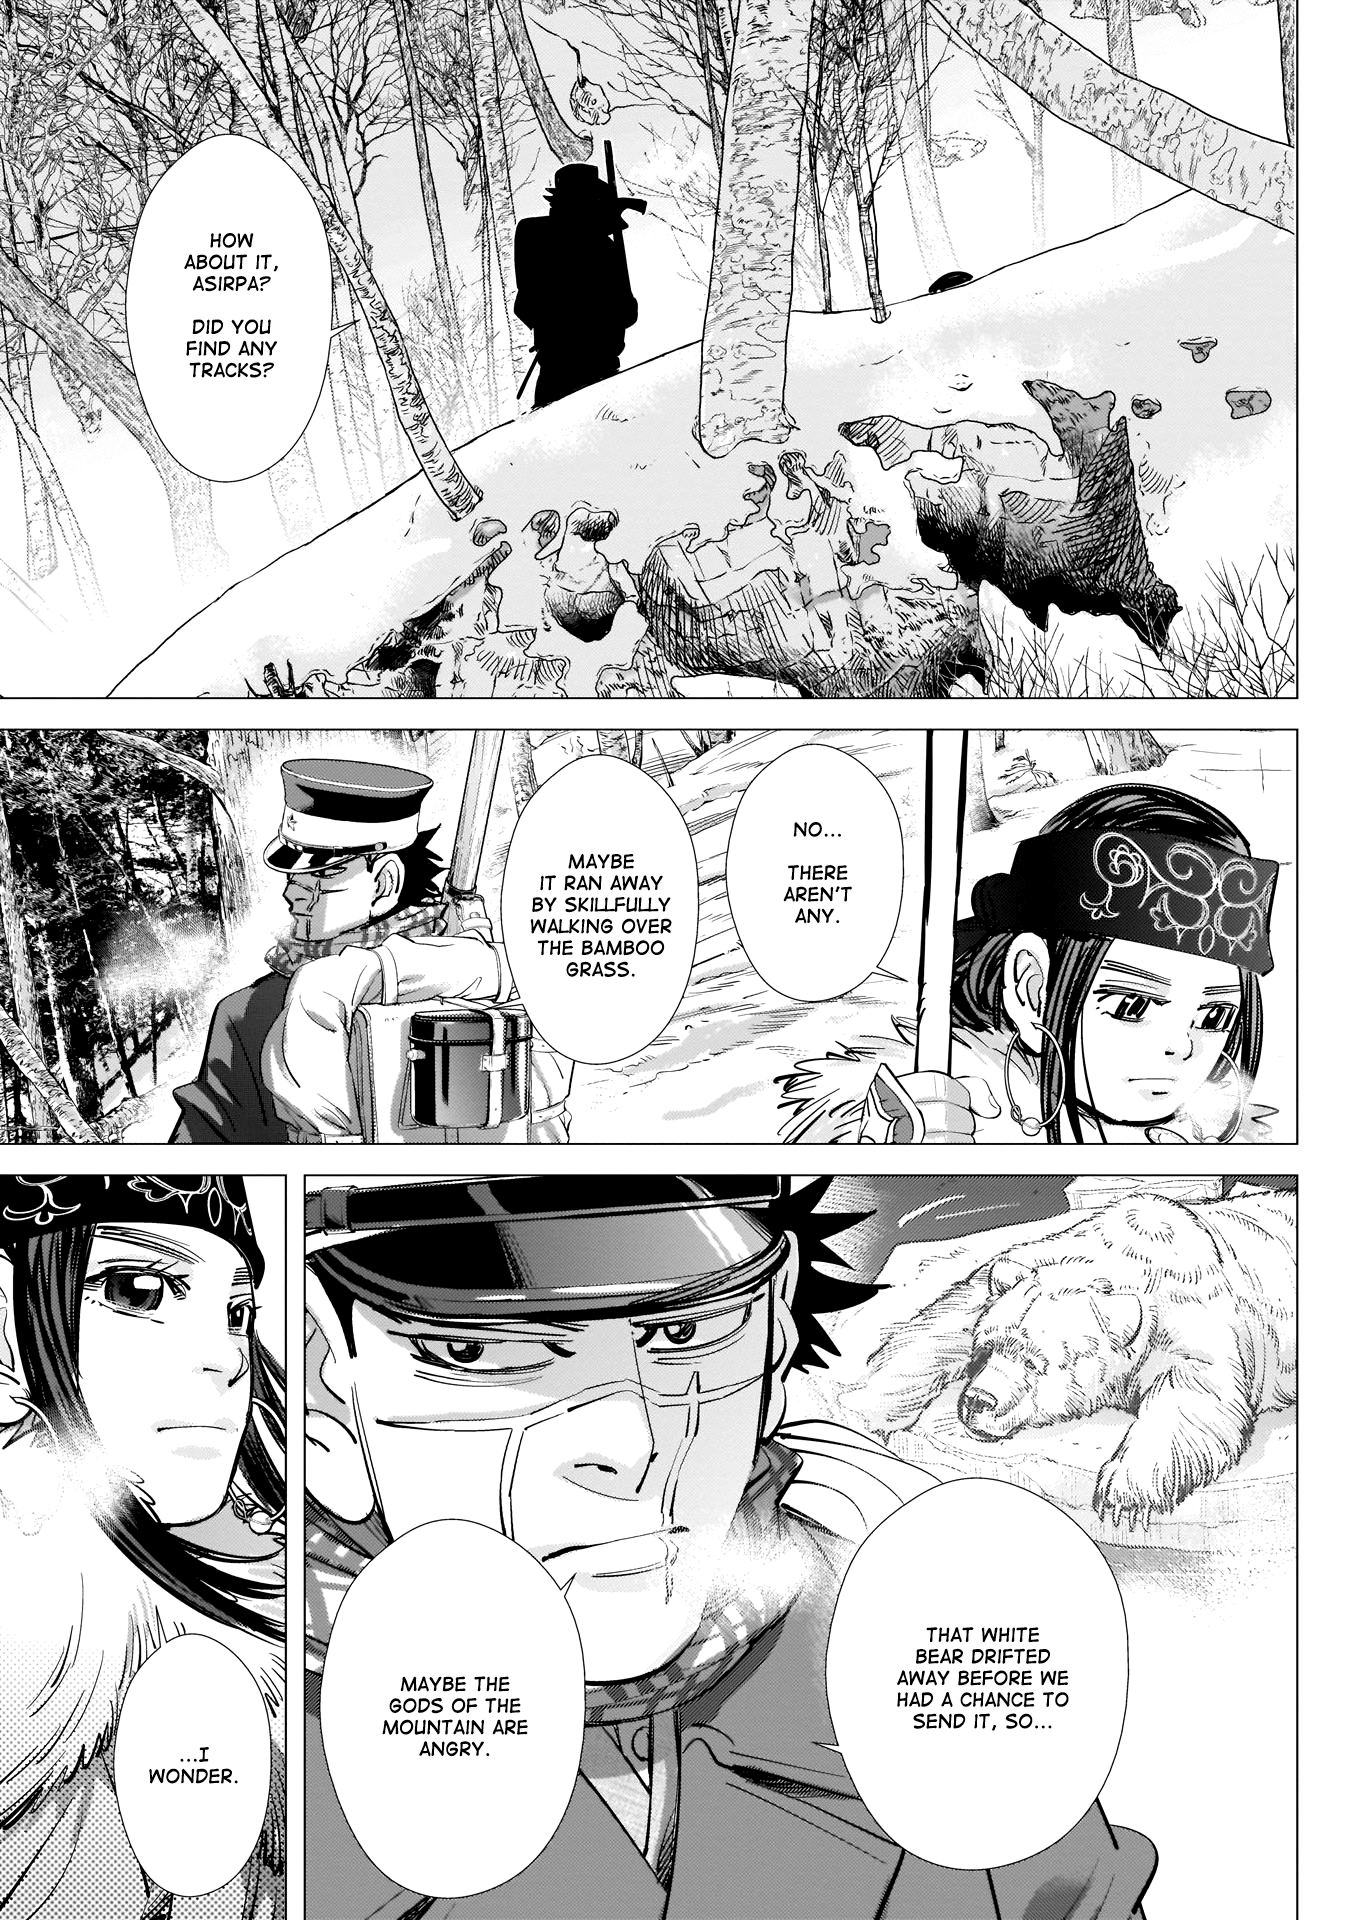 HOW
ABOUT IT,
ASIRPA?
DID YOU
FIND ANY
TRACKS?
NO...
THERE
AREN'T
ANY.
MAYBE
IT RAN AWAY
BY SKILLFULLY
WALKING OVER
THE BAMBOO
GRASS.
THAT WHITE
BEAR DRIFTED
AWAY BEFORE WE
HAD A CHANCE TO
SEND IT, SO...
MAYBE THE
GODS OF THE
MOUNTAIN ARE
ANGRY.
...I
WONDER.